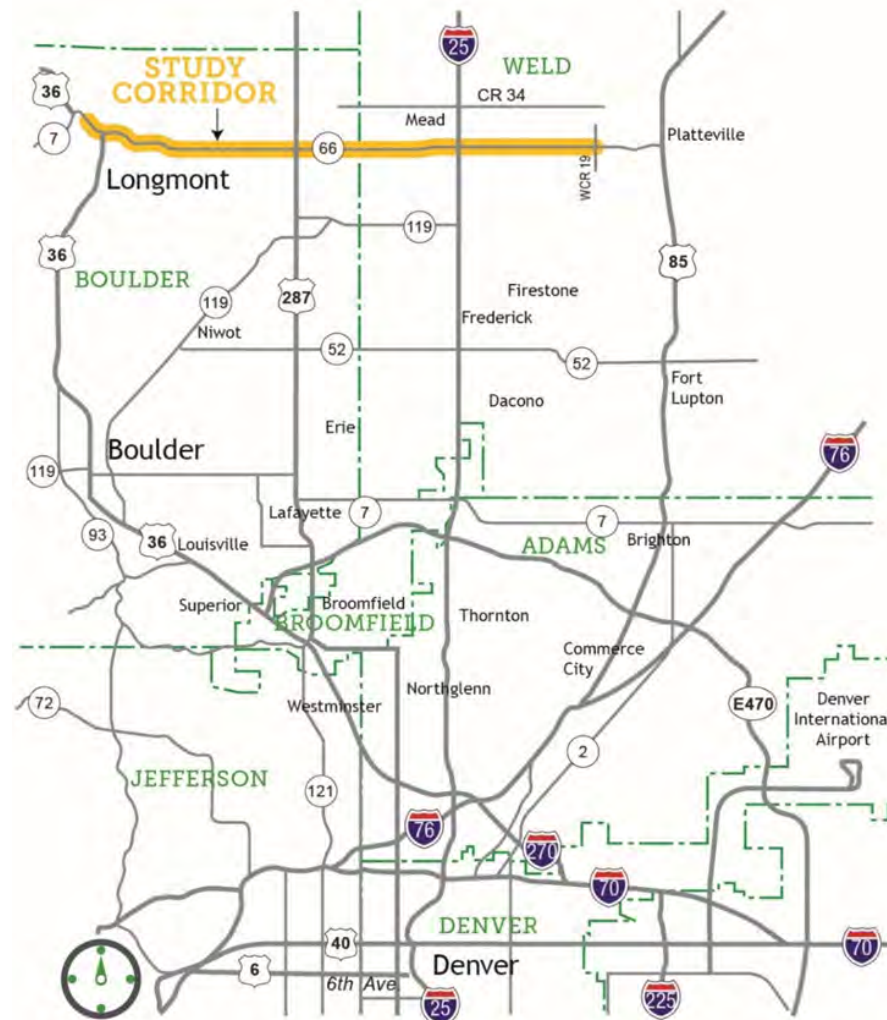 25
STUDY
CORRIDOR
WELD
36
CR 34
Mead
7
66
Platteville
Longmont
WCR 19
119
36
85
BOULDER
287
Firestone
119
Frederick
Niwot
52
52
Fort
Lupton
Dacono
Erie
Boulder
76
119
Lafayette
7
7
93
36
Louisville
ADAMS
Brighton
Superior
Broomfield
BROOMFIELD
Thornton
Commerce
City
72
Westminster
Northglenn
E470
Denver
International
Airport
2
JEFFERSON
121
76
270
70
DENVER
40
70
6
Denver
6th Ave.
25
225